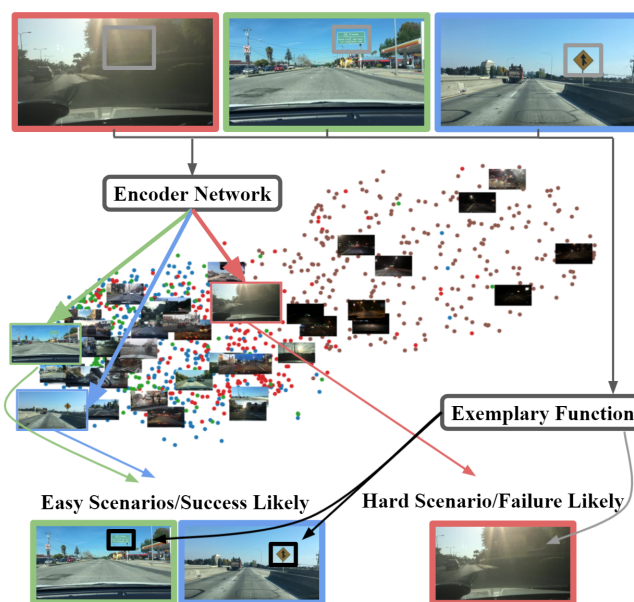 Encoder Network
Exemplary Function
Easy Scenarios/Success Likely
Hard Scenario/Failure Likely